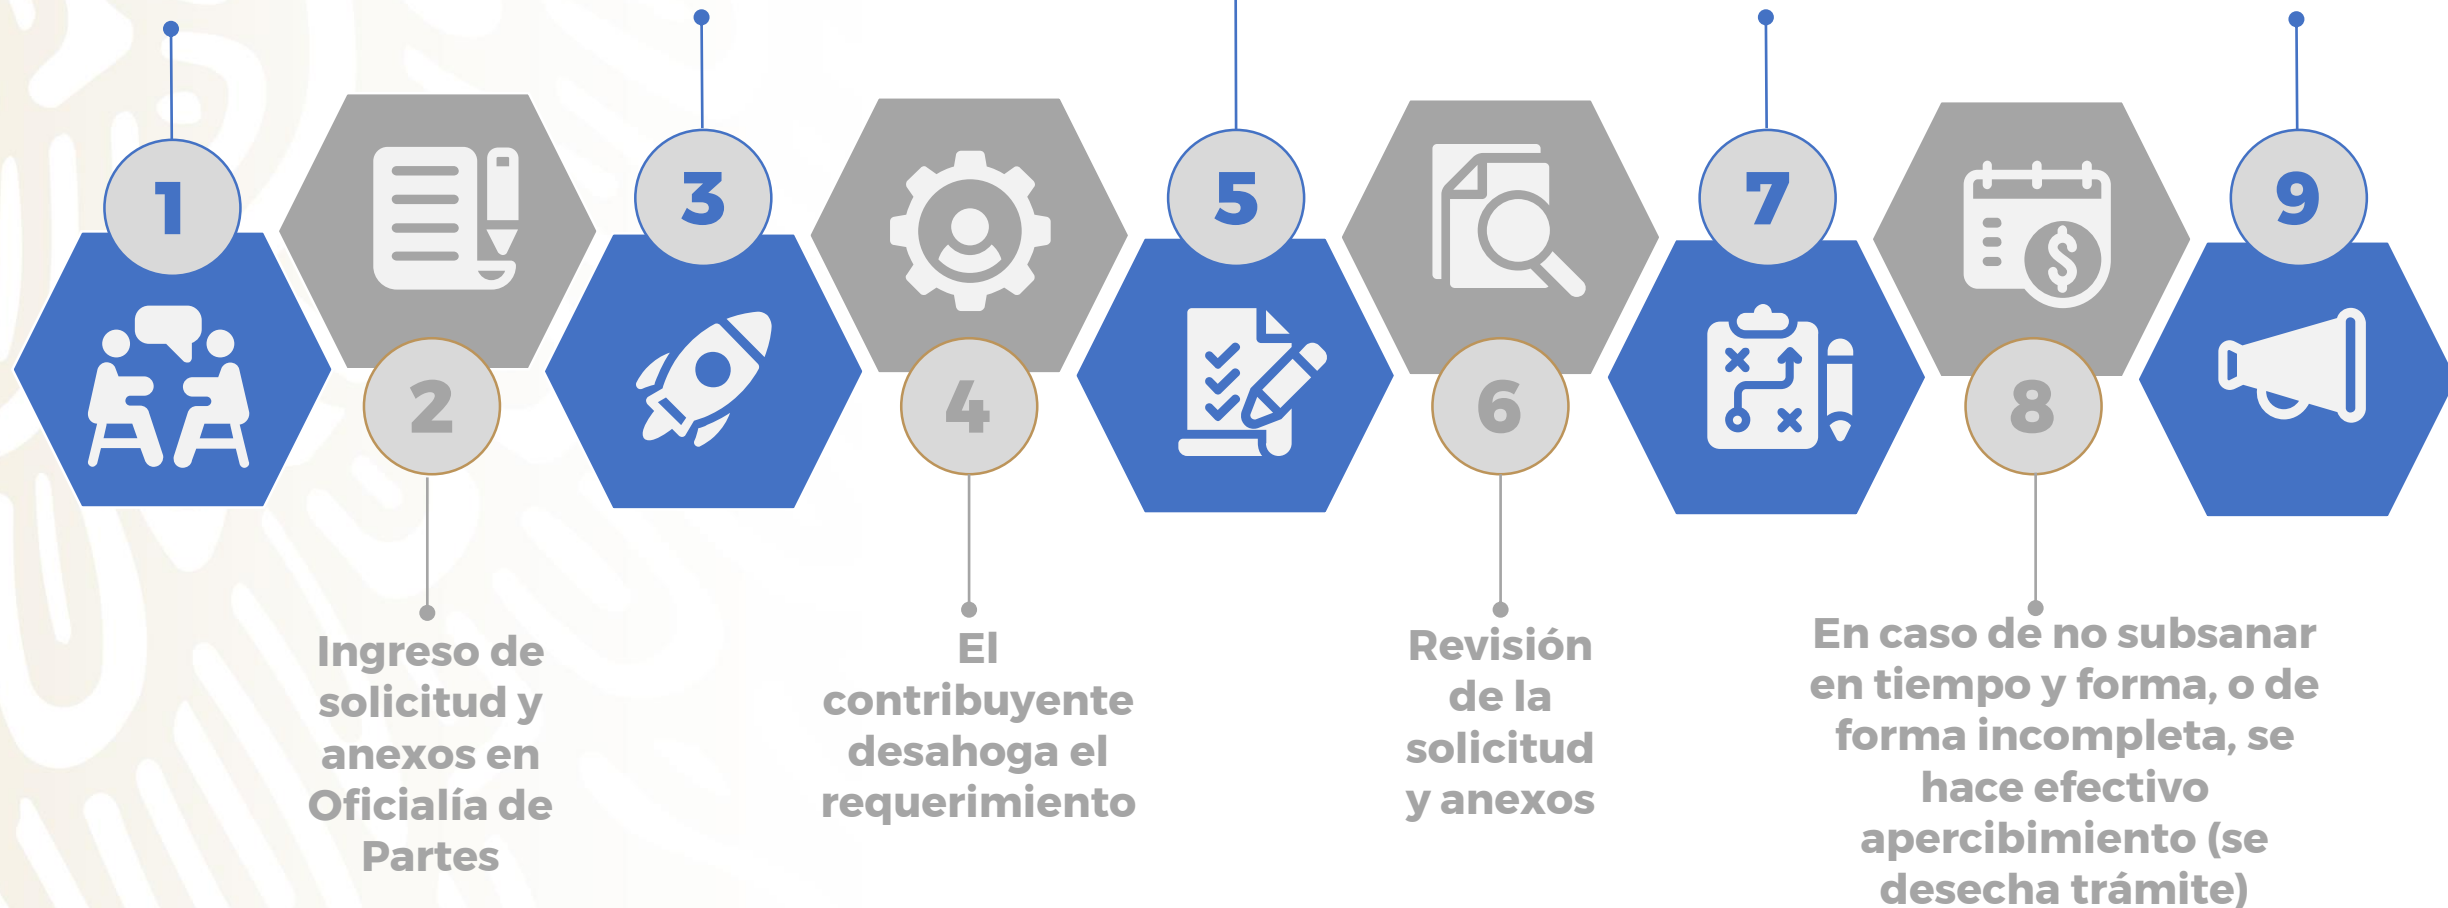 1
2
Ingreso de
solicitud y
anexos en
Oficialía de
Partes
3
4
El
contribuyente
desahoga el
requerimiento
5
6
Revisión
de la
solicitud
y anexos
7
8
En caso de no subsanar
en tiempo y forma, o de
forma incompleta, se
hace efectivo
apercibimiento (se
desecha trámite)
9